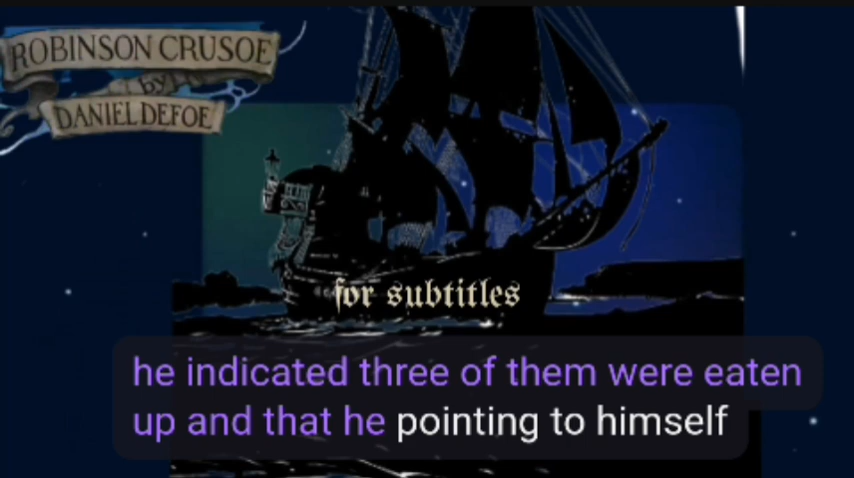 ROBINSON CRUSOE
by
DANIEL DEFOE
for subtitles
he indicated three of them were eaten
up and that he pointing to himself